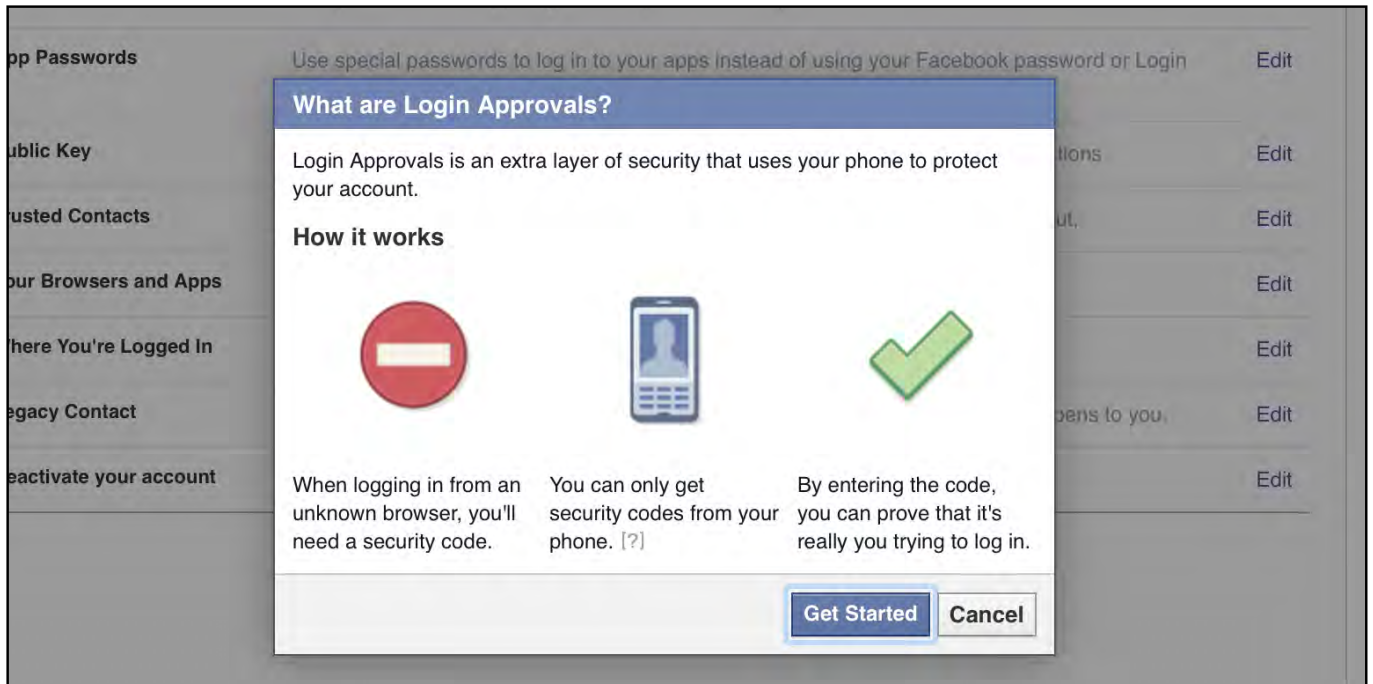 pp Passwords
Use special passwords to log in to your apps instead of using your Facebook password or Login
Edit
What are Login Approvals?
ublic Key
Edit
Login Approvals is an extra layer of security that uses your phone to protect
your account.
rusted Contacts
ut.
Edit
How it works
our Browsers and Apps
Edit
here You're Logged In
Edit
egacy Contact
pens to you.
Edit
eactivate your account
Edit
When logging in from an
unknown browser, you'll
need a security code.
You can only get
security codes from your
phone. [?]
By entering the code,
you can prove that it's
really you trying to log in.
Get Started
Cancel